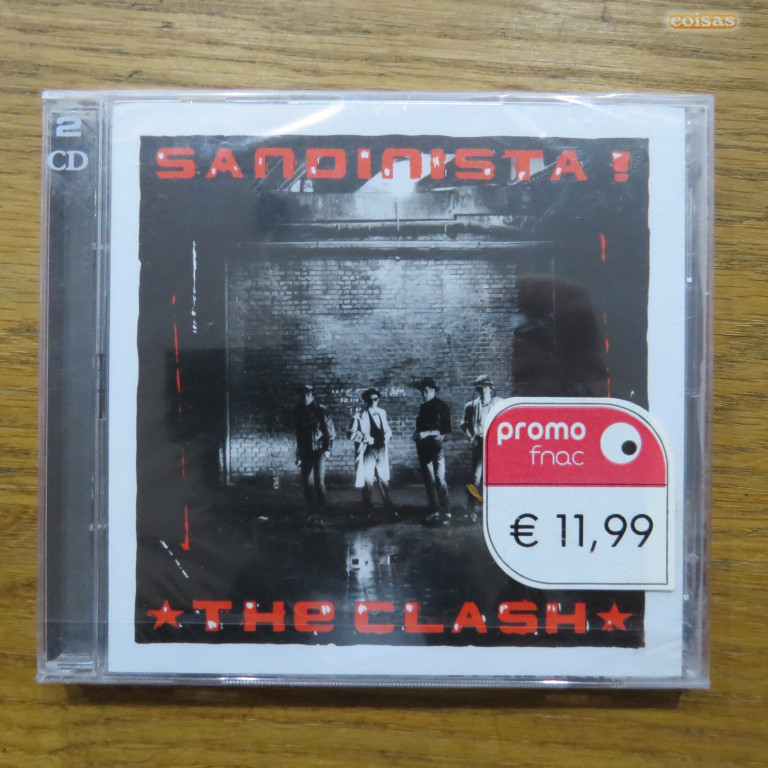 coisas
2
CD
SANDINISTA!
promo
fnac
€ 11,99
★THE CLASH★